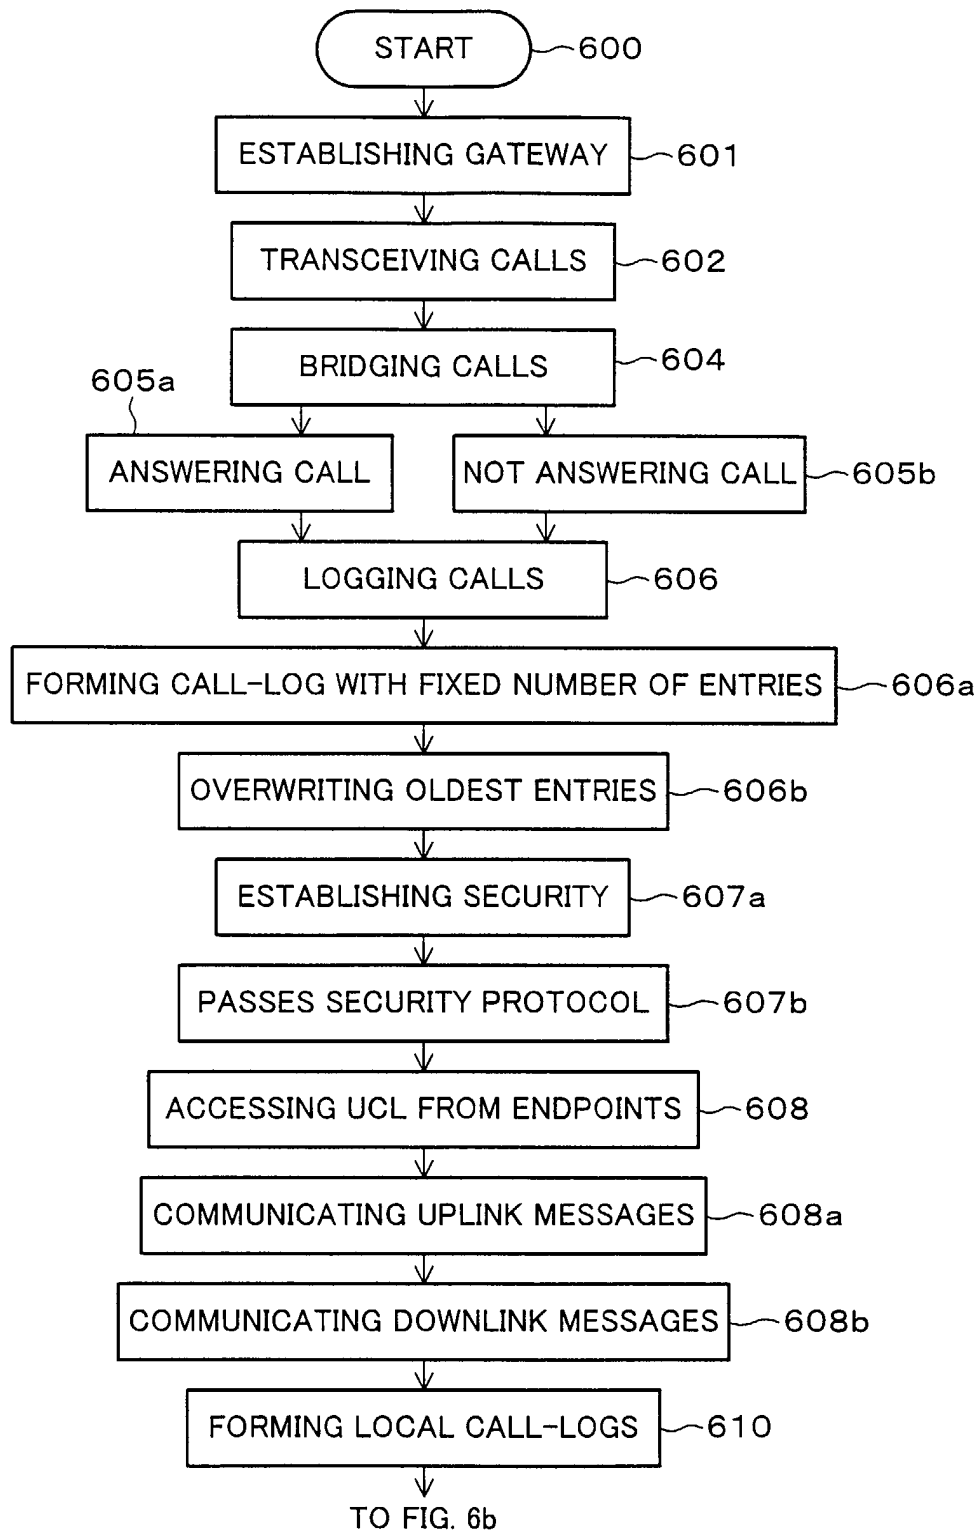 START 600
ESTABLISHING GATEWAY 601
TRANSCEIVING CALLS 602
BRIDGING CALLS 604
605a
ANSWERING CALL
NOT ANSWERING CALL 605b
LOGGING CALLS 606
FORMING CALL-LOG WITH FIXED NUMBER OF ENTRIES 606a
OVERWRITING OLDEST ENTRIES 606b
ESTABLISHING SECURITY 607a
PASSES SECURITY PROTOCOL 607b
ACCESSING UCL FROM ENDPOINTS 608
COMMUNICATING UPLINK MESSAGES 608a
COMMUNICATING DOWNLINK MESSAGES 608b
FORMING LOCAL CALL-LOGS 610
TO FIG. 6b